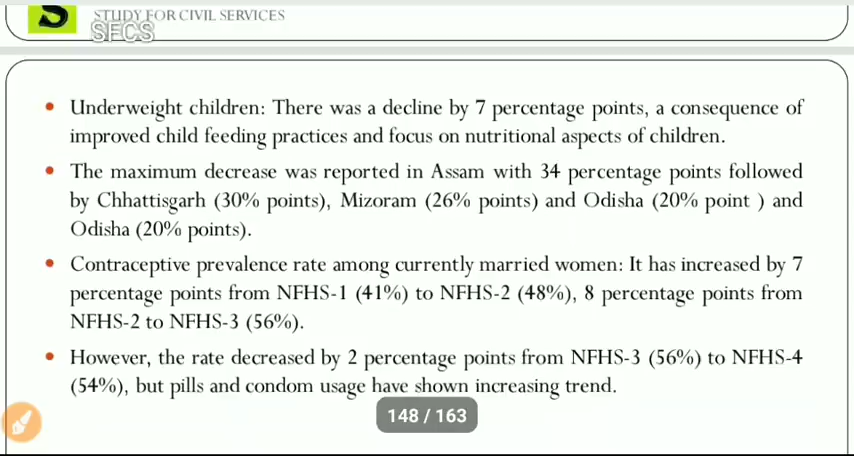 S STUDY FOR CIVIL SERVICES
SFCS
• Underweight children: There was a decline by 7 percentage points, a consequence of
improved child feeding practices and focus on nutritional aspects of children.
• The maximum decrease was reported in Assam with 34 percentage points followed
by Chhattisgarh (30% points), Mizoram (26% points) and Odisha (20% point ) and
Odisha (20% points).
• Contraceptive prevalence rate among currently married women: It has increased by 7
percentage points from NFHS-1 (41%) to NFHS-2 (48%), 8 percentage points from
NFHS-2 to NFHS-3 (56%).
• However, the rate decreased by 2 percentage points from NFHS-3 (56%) to NFHS-4
(54%), but pills and condom usage have shown increasing trend.
148 / 163